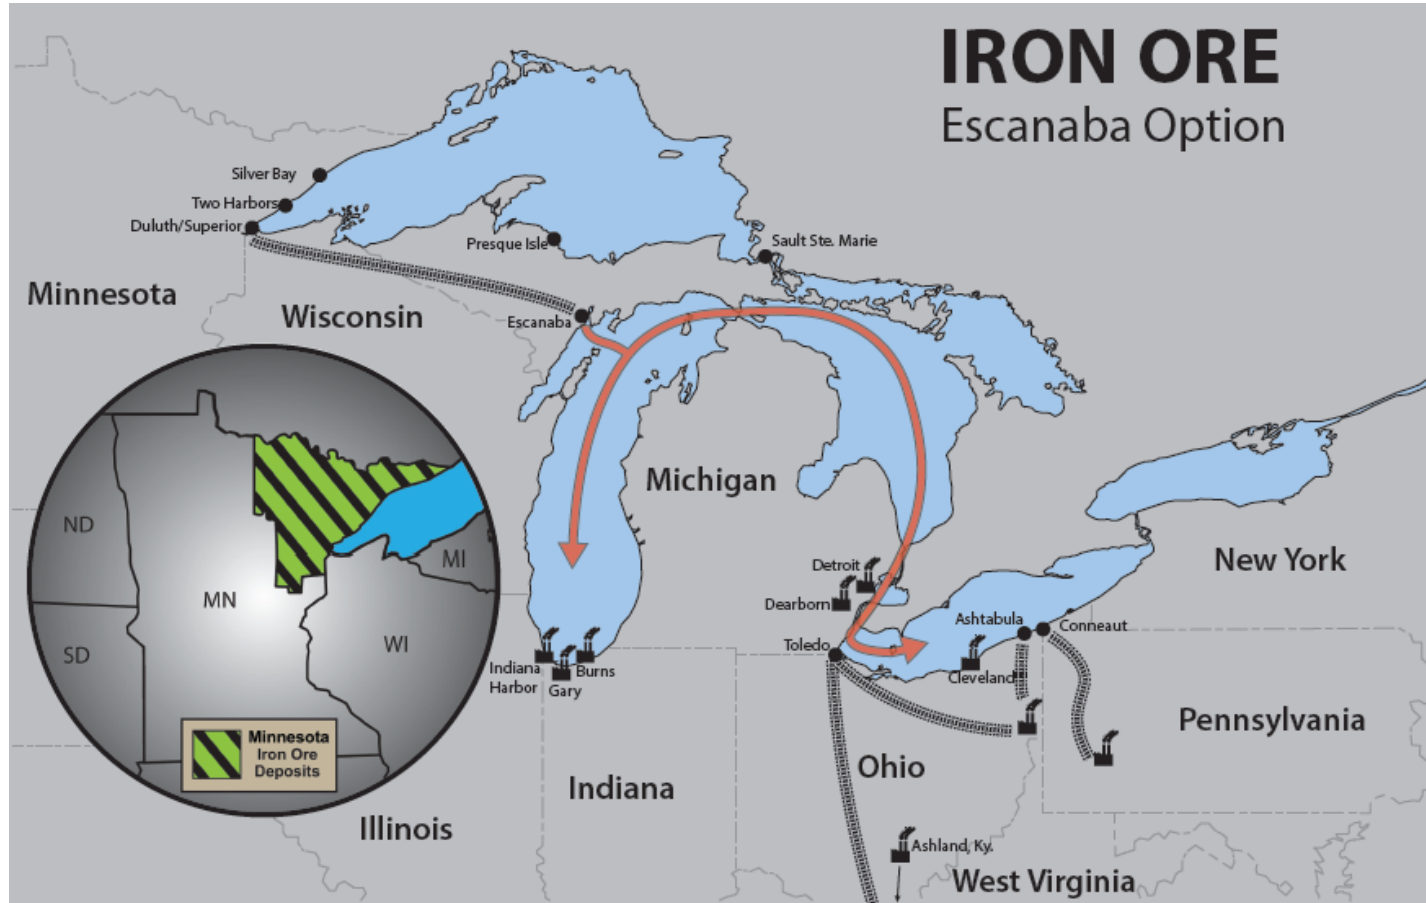 IRON ORE
Escanaba Option
Silver Bay
Two Harbors
Duluth/Superior
Presque Isle
Sault Ste. Marie
Minnesota
Wisconsin
Escanaba
Michigan
New York
ND
MI
MN
SD
WI
Minnesota
Iron Ore
Deposits
Detroit
Dearborn
Toledo
Ashtabula
Conneaut
Cleveland
Indiana
Harbor
Gary
Burns
Pennsylvania
Ohio
Indiana
Illinois
Ashland, Ky.
West Virginia